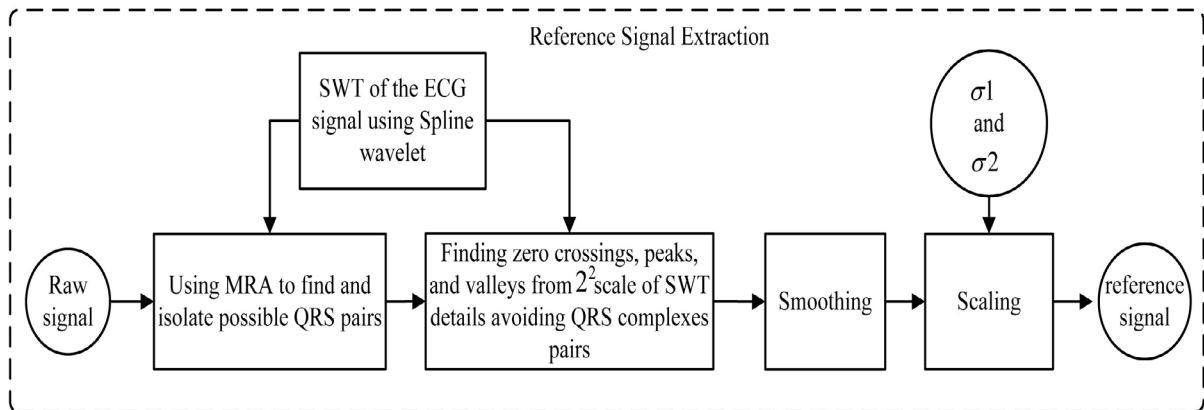 Reference Signal Extraction
SWT of the ECG
signal using Spline
wavelet
σ1
and
σ2
Raw
signal
Using MRA to find and
isolate possible QRS pairs
Finding zero crossings, peaks,
and valleys from 2² scale of SWT
details avoiding QRS complexes
pairs
Smoothing
Scaling
reference
signal